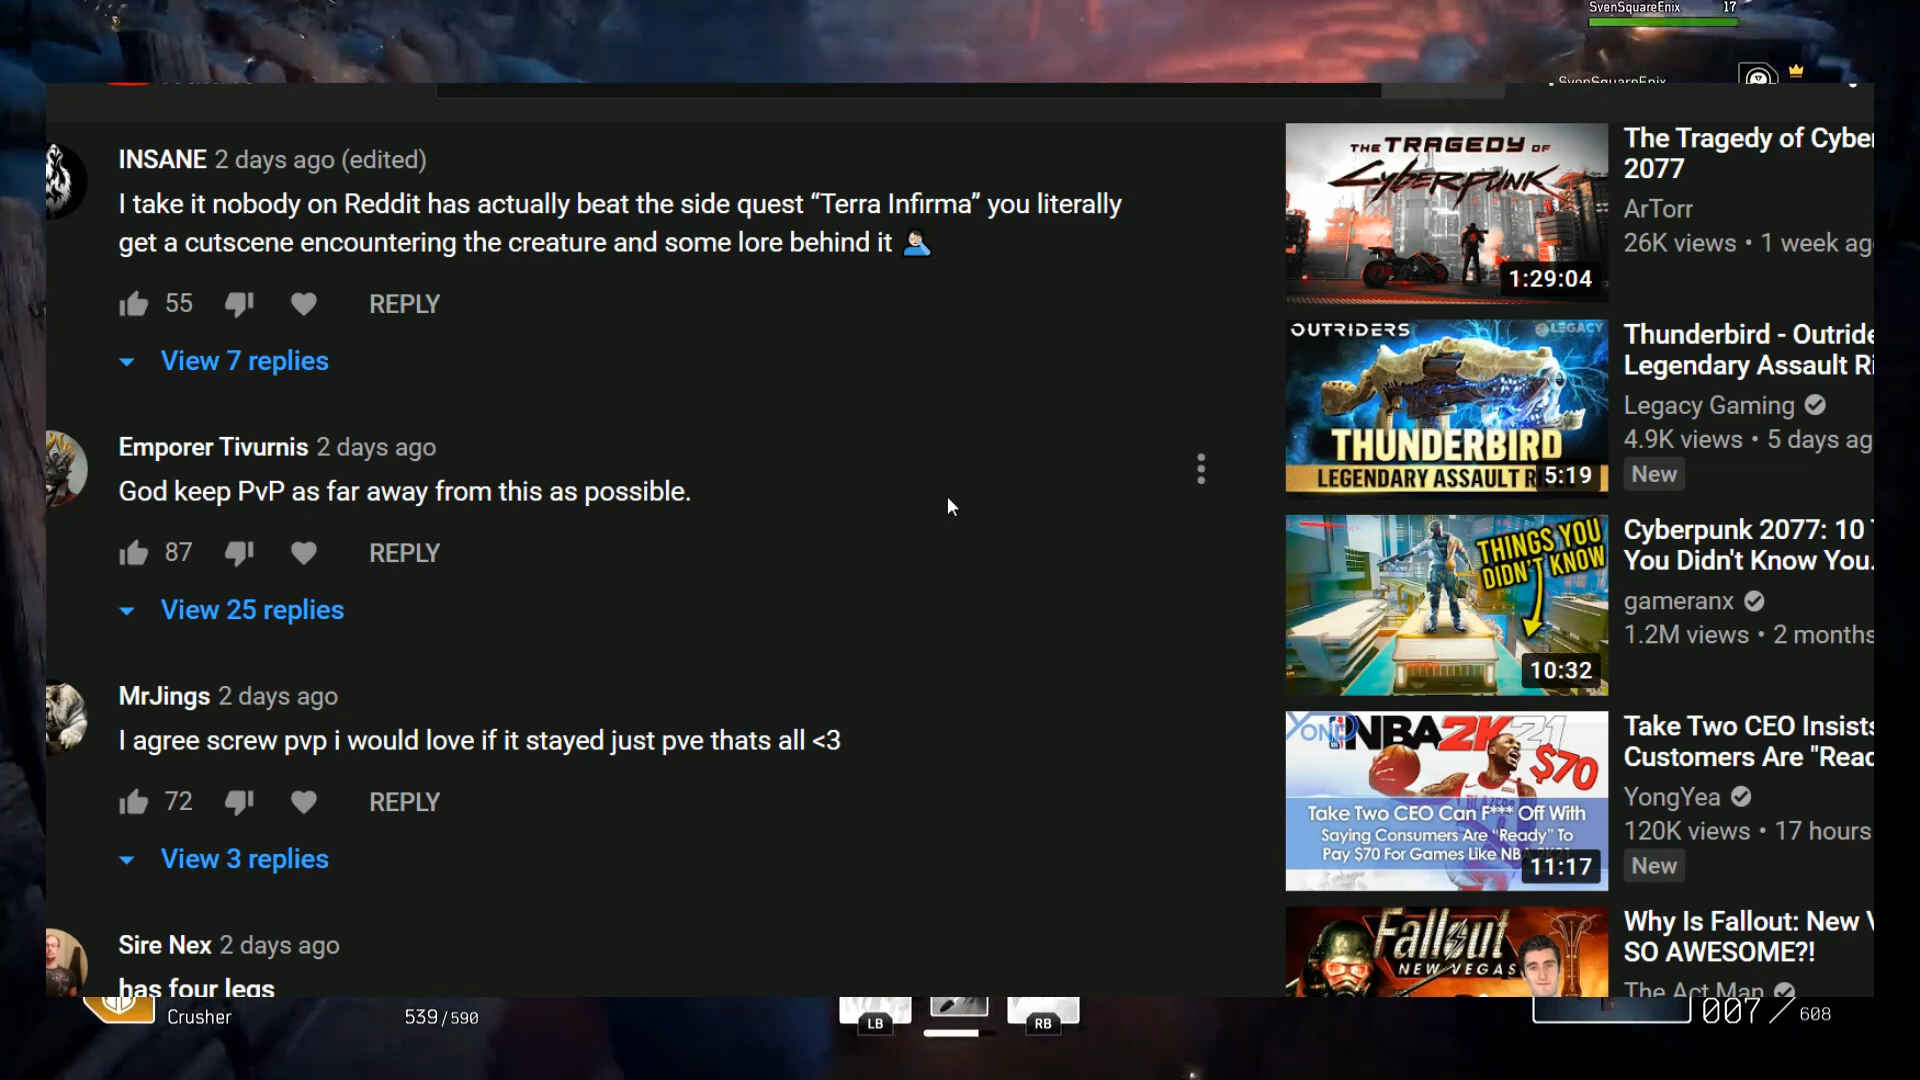 SvenSquareEnix 17
SvenSquareEnix
INSANE 2 days ago (edited)
I take it nobody on Reddit has actually beat the side quest “Terra Infirma” you literally
get a cutscene encountering the creature and some lore behind it
55 REPLY
View 7 replies
Emporer Tivurnis 2 days ago
God keep PvP as far away from this as possible.
87 REPLY
View 25 replies
MrJings 2 days ago
I agree screw pvp i would love if it stayed just pve thats all <3
72 REPLY
View 3 replies
Sire Nex 2 days ago
has four legs
THE TRAGEDY OF
CYBERPUNK
1:29:04
The Tragedy of Cyber
2077
ArTorr
26K views • 1 week ag
OUTRIDERS LEGACY
THUNDERBIRD
LEGENDARY ASSAULT R
5:19
Thunderbird - Outride
Legendary Assault Ri
Legacy Gaming
4.9K views • 5 days ag
New
THINGS YOU
DIDN'T KNOW
10:32
Cyberpunk 2077: 10
You Didn't Know You.
gameranx
1.2M views • 2 months
YONG NBA 2K21
$70
Take Two CEO Can F*** Off With
Saying Consumers Are “Ready” To
Pay $70 For Games Like NBA 2K21
11:17
Take Two CEO Insists
Customers Are "Read
YongYea
120K views • 17 hours
New
Fallout
NEW VEGAS
Why Is Fallout: New V
SO AWESOME?!
The Act Man
Crusher 539/590
LB RB
007/608